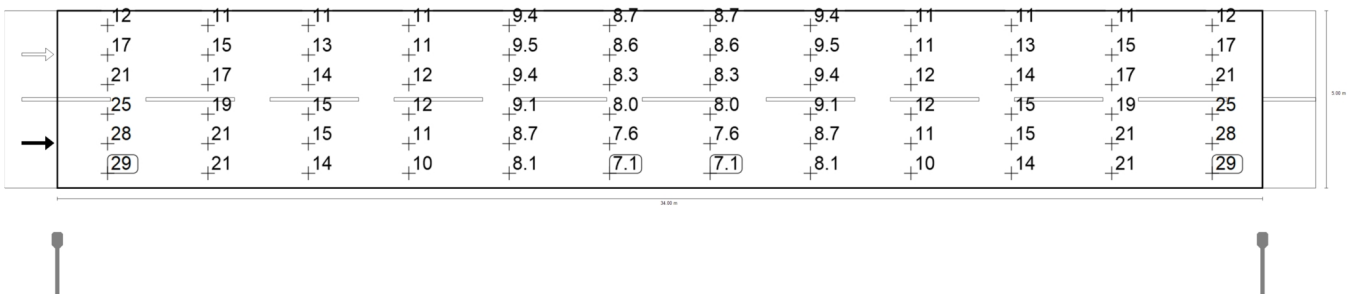 12 11 11 11 9.4 8.7 8.7 9.4 11 11 11 12
17 15 13 11 9.5 8.6 8.6 9.5 11 13 15 17
21 17 14 12 9.4 8.3 8.3 9.4 12 14 17 21
25 19 15 12 9.1 8.0 8.0 9.1 12 15 19 25
28 21 15 11 8.7 7.6 7.6 8.7 11 15 21 28
29 21 14 10 8.1 7.1 7.1 8.1 10 14 21 29
5.00 m
34.00 m